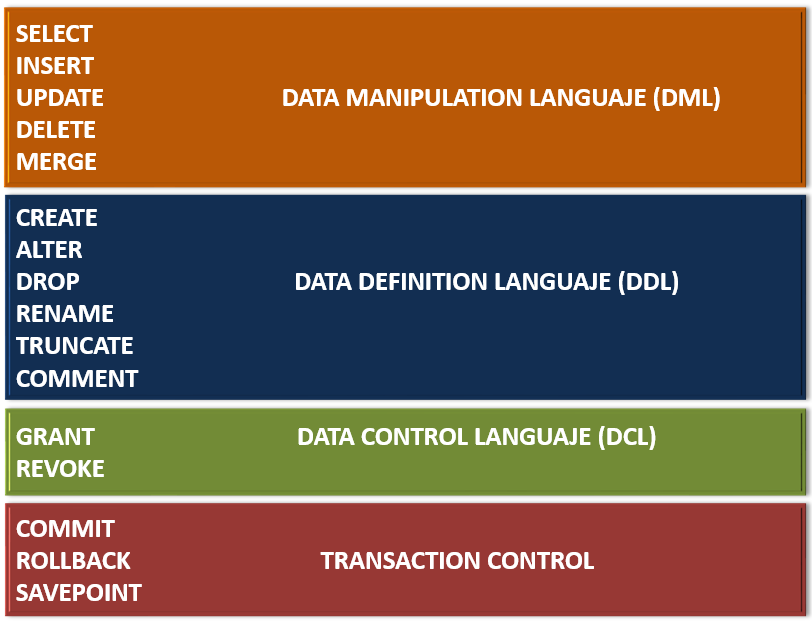 SELECT
INSERT
UPDATE DATA MANIPULATION LANGUAJE (DML)
DELETE
MERGE
CREATE
ALTER
DROP DATA DEFINITION LANGUAJE (DDL)
RENAME
TRUNCATE
COMMENT
GRANT DATA CONTROL LANGUAJE (DCL)
REVOKE
COMMIT
ROLLBACK TRANSACTION CONTROL
SAVEPOINT